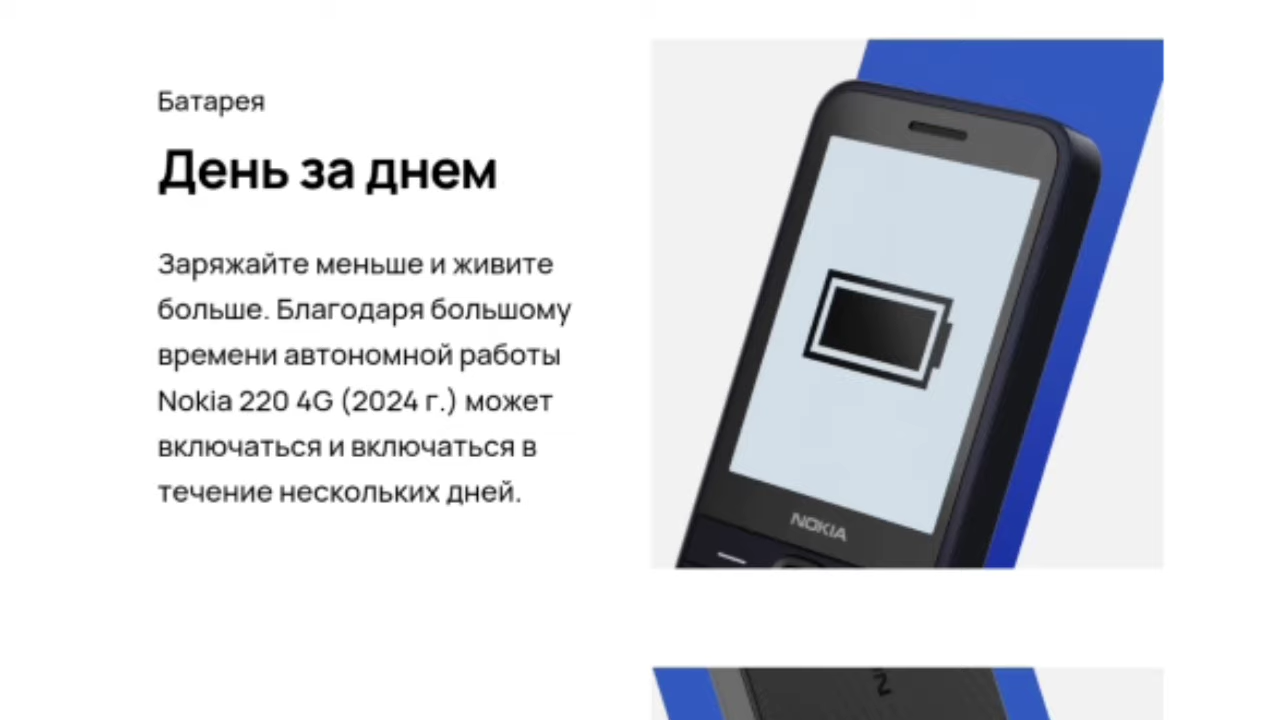 Батарея
День за днем
Заряжайте меньше и живите
больше. Благодаря большому
времени автономной работы
Nokia 220 4G (2024 г.) может
включаться и включаться в
течение нескольких дней.
NOKIA